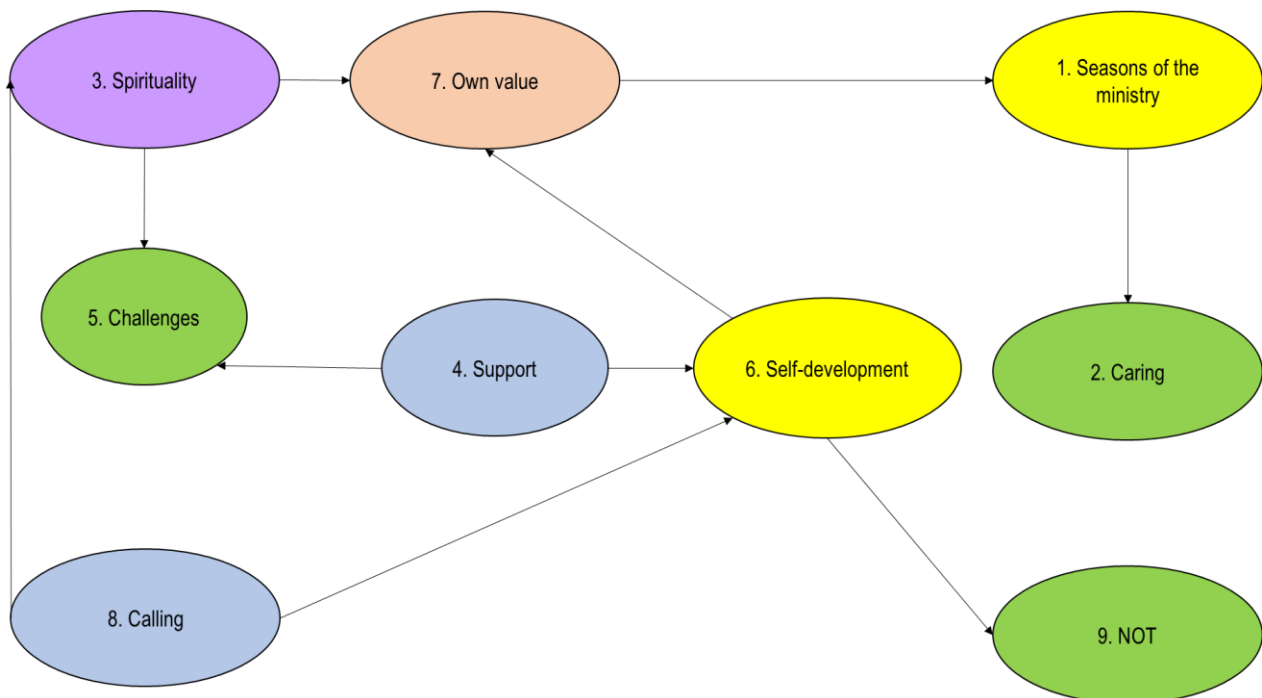 3. Spirituality
7. Own value
1. Seasons of the
ministry
5. Challenges
4. Support
6. Self-development
2. Caring
8. Calling
9. NOT